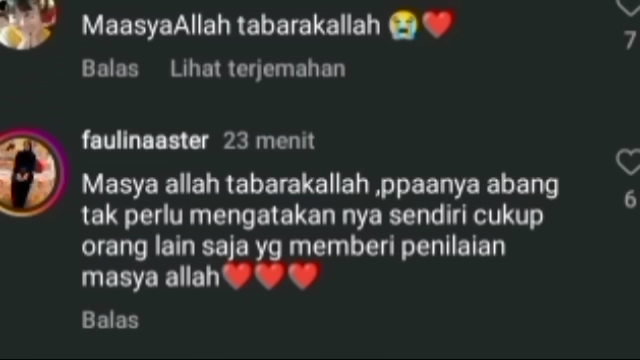 MaasyaAllah tabarakallah 😭❤️
Balas Lihat terjemahan
7
faulinaaster 23 menit
Masya allah tabarakallah ,ppaanya abang
tak perlu mengatakan nya sendiri cukup
orang lain saja yg memberi penilaian
masya allah❤️❤️❤️
6
Balas